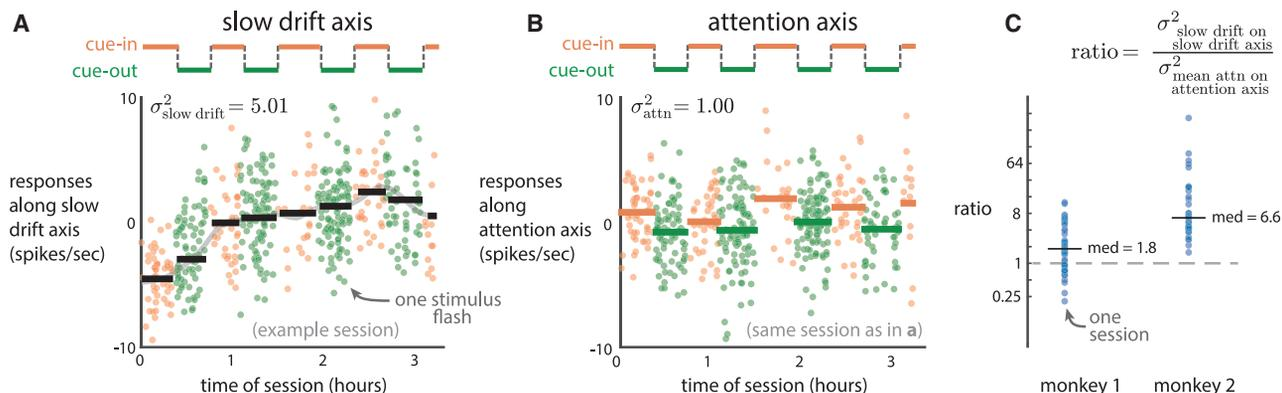 A
slow drift axis
cue-in
cue-out
σ²slow drift = 5.01
10
0
-10
responses
along slow
drift axis
(spikes/sec)
one stimulus
flash
(example session)
0 1 2 3
time of session (hours)
B
attention axis
cue-in
cue-out
σ²attn = 1.00
10
0
-10
responses
along
attention axis
(spikes/sec)
(same session as in a)
0 1 2 3
time of session (hours)
C
ratio = σ²slow drift on
slow drift axis
σ²mean attn on
attention axis
64
8
1
0.25
ratio
med = 1.8
med = 6.6
one
session
monkey 1 monkey 2